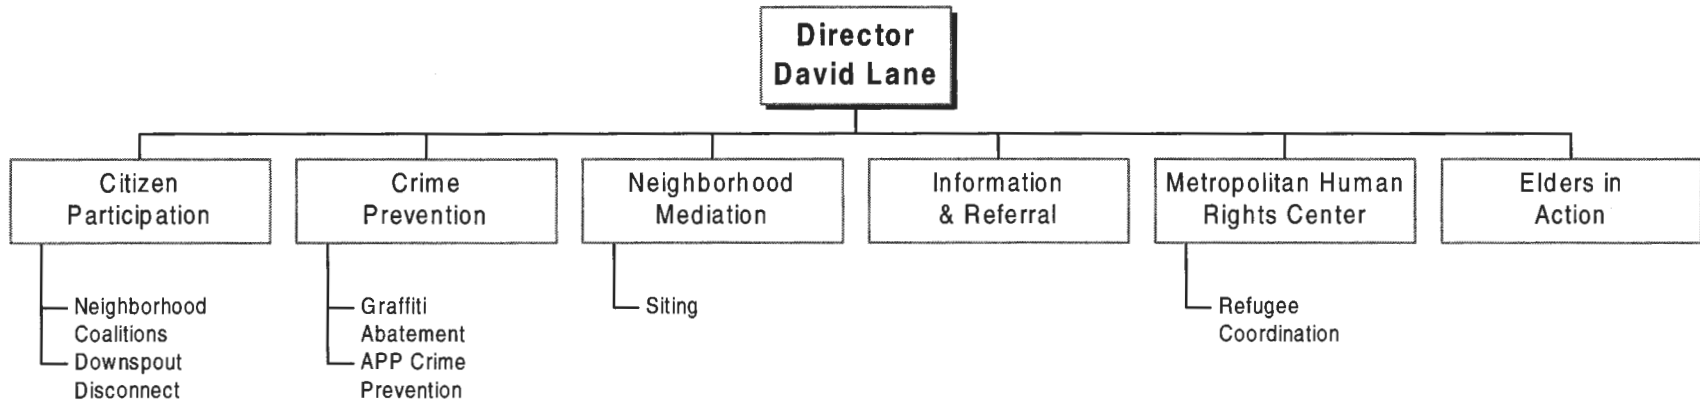 Director
David Lane
Citizen
Participation
Crime
Prevention
Neighborhood
Mediation
Information
& Referral
Metropolitan Human
Rights Center
Elders in
Action
Neighborhood
Coalitions
Downspout
Disconnect
Graffiti
Abatement
APP Crime
Prevention
Siting
Refugee
Coordination